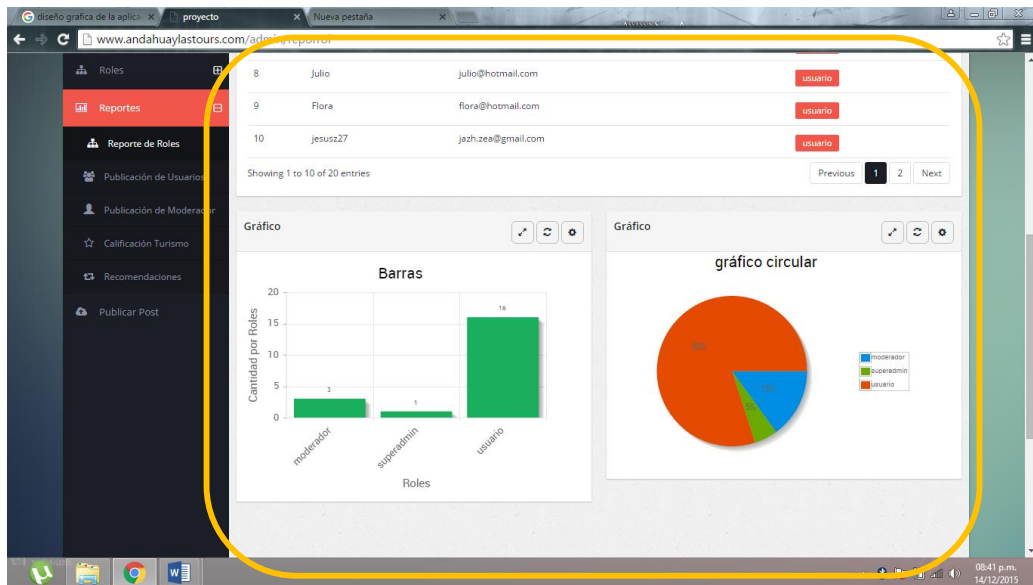 diseño grafica de la aplica
proyecto
Nueva pestaña
www.andahuaylastours.com/admin/reporrol
Roles
Reportes
Reporte de Roles
Publicación de Usuarios
Publicación de Moderador
Calificación Turismo
Recomendaciones
Publicar Post
8 Julio julio@hotmail.com usuario
9 Flora flora@hotmail.com usuario
10 jesusz27 jazh.zea@gmail.com usuario
Showing 1 to 10 of 20 entries
Previous 1 2 Next
Gráfico
Barras
Cantidad por Roles
20
15
10
5
0
3
1
16
moderador
superadmin
usuario
Roles
Gráfico
gráfico circular
5%
moderador
superadmin
usuario
08:41 p.m.
14/12/2015